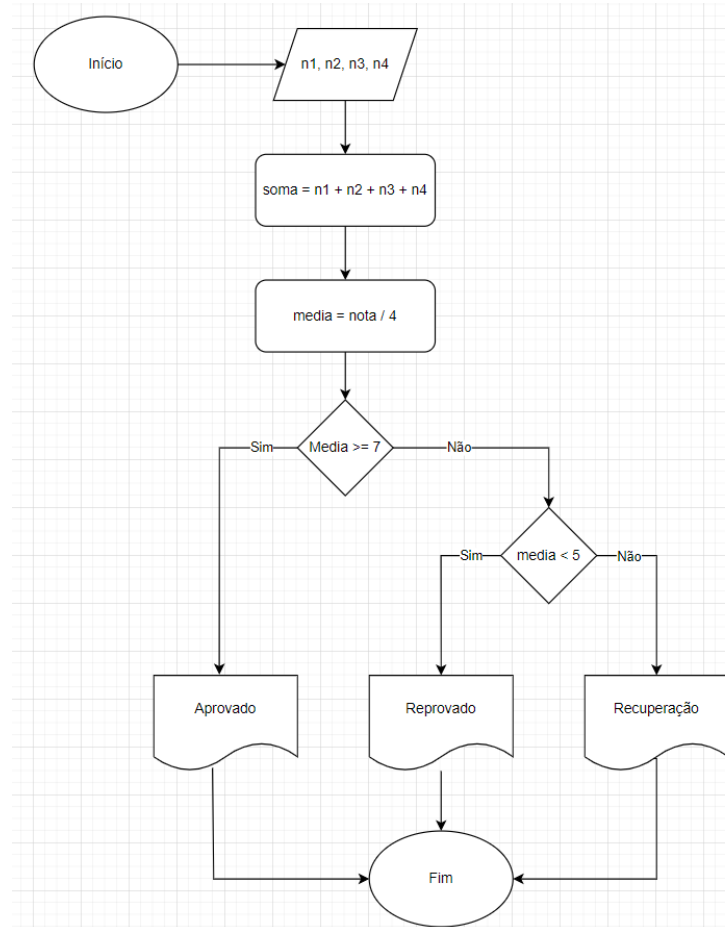 Início
n1, n2, n3, n4
soma = n1 + n2 + n3 + n4
media = nota / 4
Media >= 7
Sim
Não
media < 5
Sim
Não
Aprovado
Reprovado
Recuperação
Fim